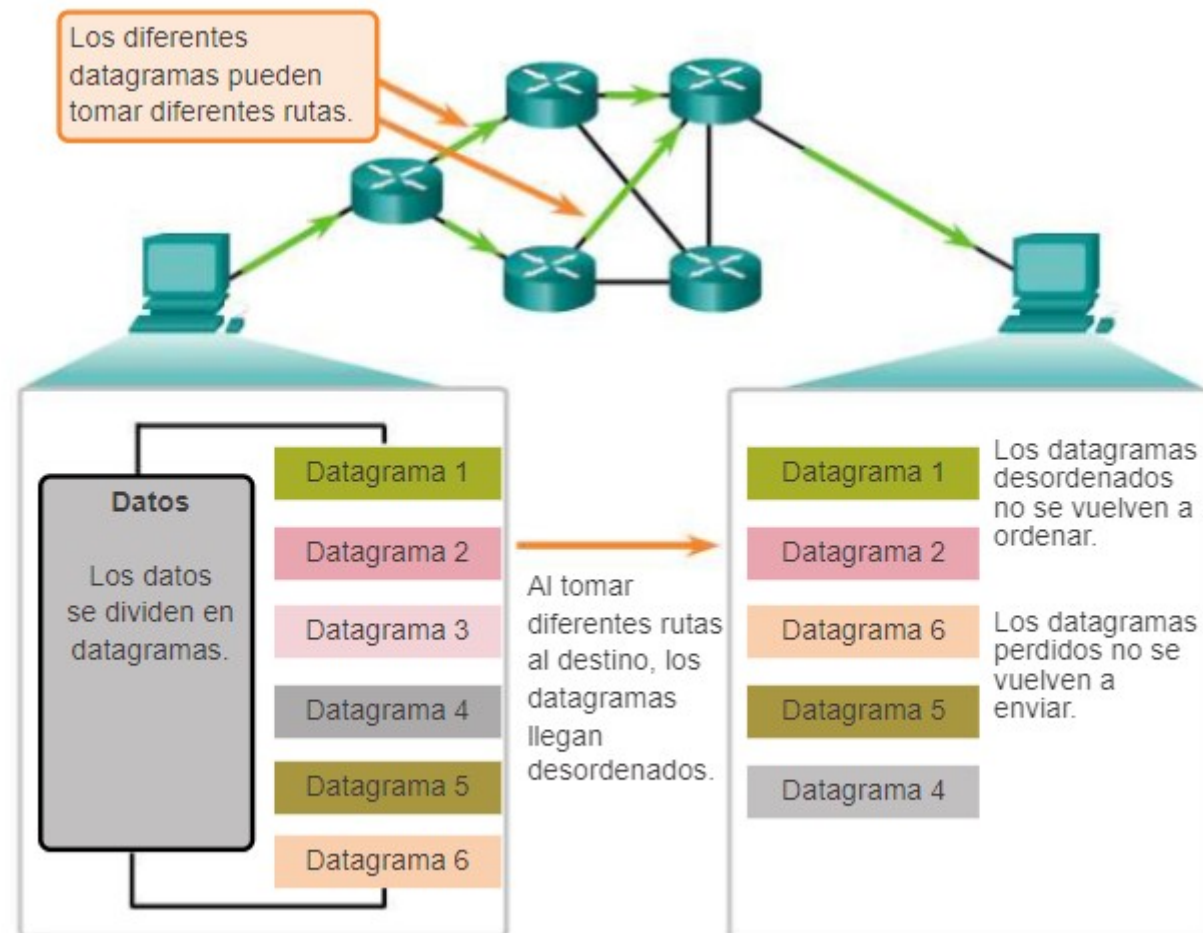 Los diferentes
datagramas pueden
tomar diferentes rutas.
Datos
Los datos
se dividen en
datagramas.
Datagrama 1
Datagrama 2
Datagrama 3
Datagrama 4
Datagrama 5
Datagrama 6
Al tomar
diferentes rutas
al destino, los
datagramas
llegan
desordenados.
Datagrama 1
Datagrama 2
Datagrama 6
Datagrama 5
Datagrama 4
Los datagramas
desordenados
no se vuelven a
ordenar.
Los datagramas
perdidos no se
vuelven a
enviar.